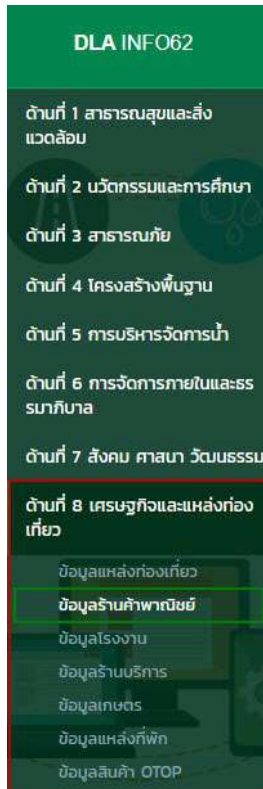 DLA INFO62
ด้านที่ 1 สาธารณสุขและสิ่ง
แวดล้อม
ด้านที่ 2 นวัตกรรมและการศึกษา
ด้านที่ 3 สาธารณภัย
ด้านที่ 4 โครงสร้างพื้นฐาน
ด้านที่ 5 การบริหารจัดการน้ำ
ด้านที่ 6 การจัดการภายในและธร
รมาภิบาล
ด้านที่ 7 สังคม ศาสนา วัฒนธรรม
ด้านที่ 8 เศรษฐกิจและแหล่งท่อง
เที่ยว
ข้อมูลแหล่งท่องเที่ยว
ข้อมูลร้านค้าพาณิชย์
ข้อมูลโรงงาน
ข้อมูลร้านบริการ
ข้อมูลเกษตร
ข้อมูลแหล่งที่พัก
ข้อมูลสินค้า OTOP